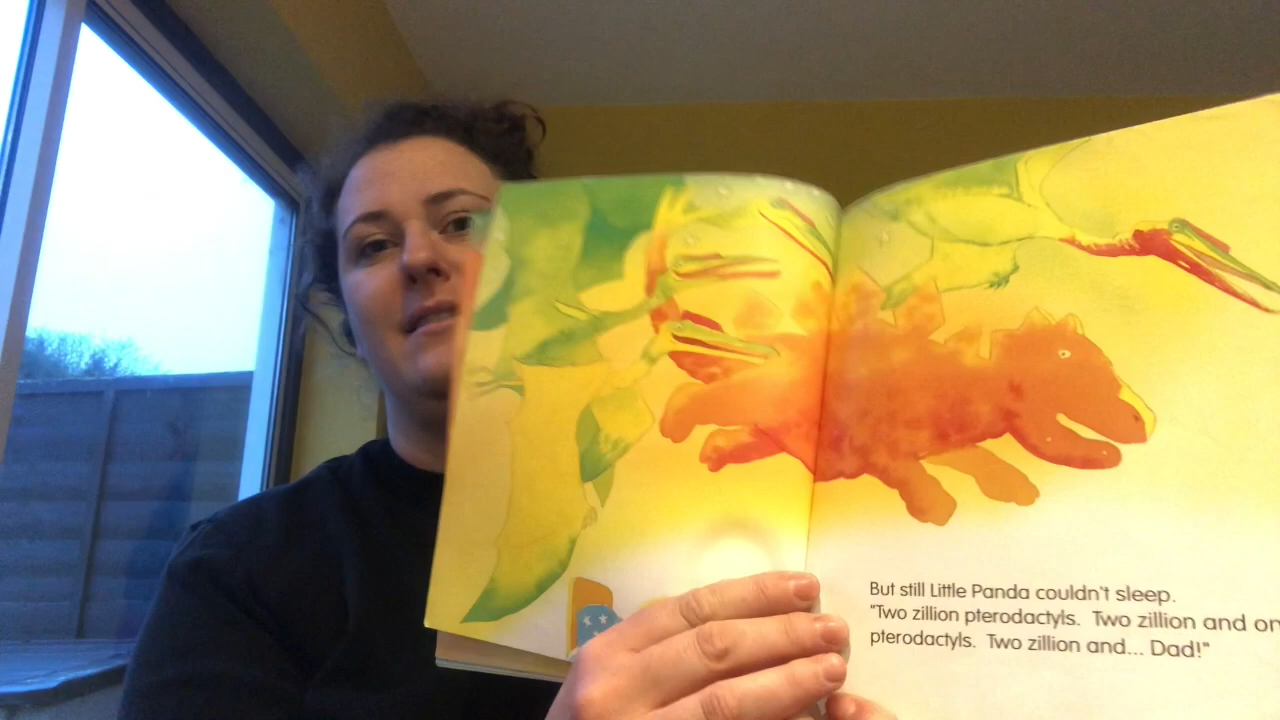 But still Little Panda couldn't sleep.
"Two zillion pterodactyls. Two zillion and
pterodactyls. Two zillion and... Dad!"